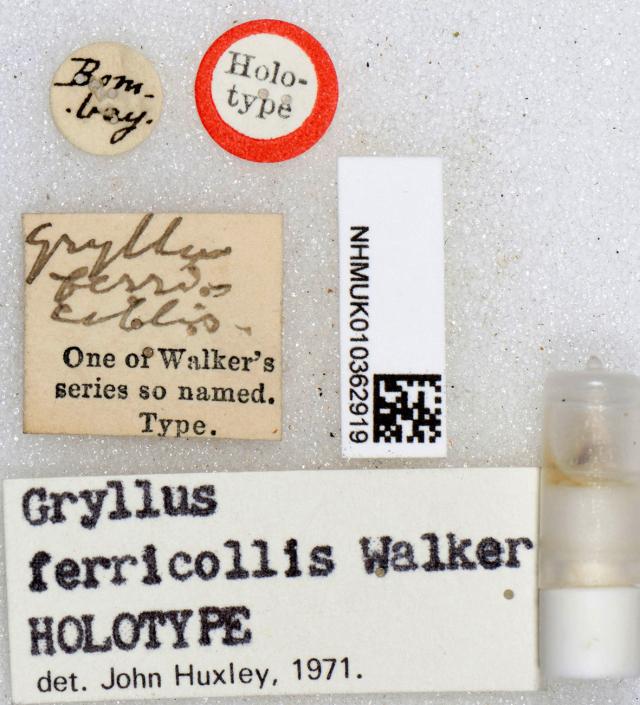 Bom-
bay.
Holo-
type
Gryllus
ferri-
collis.
One of Walker's
series so named.
Type.
NHMUK010362919
Gryllus
ferricollis Walker
HOLOTYPE
det. John Huxley, 1971.